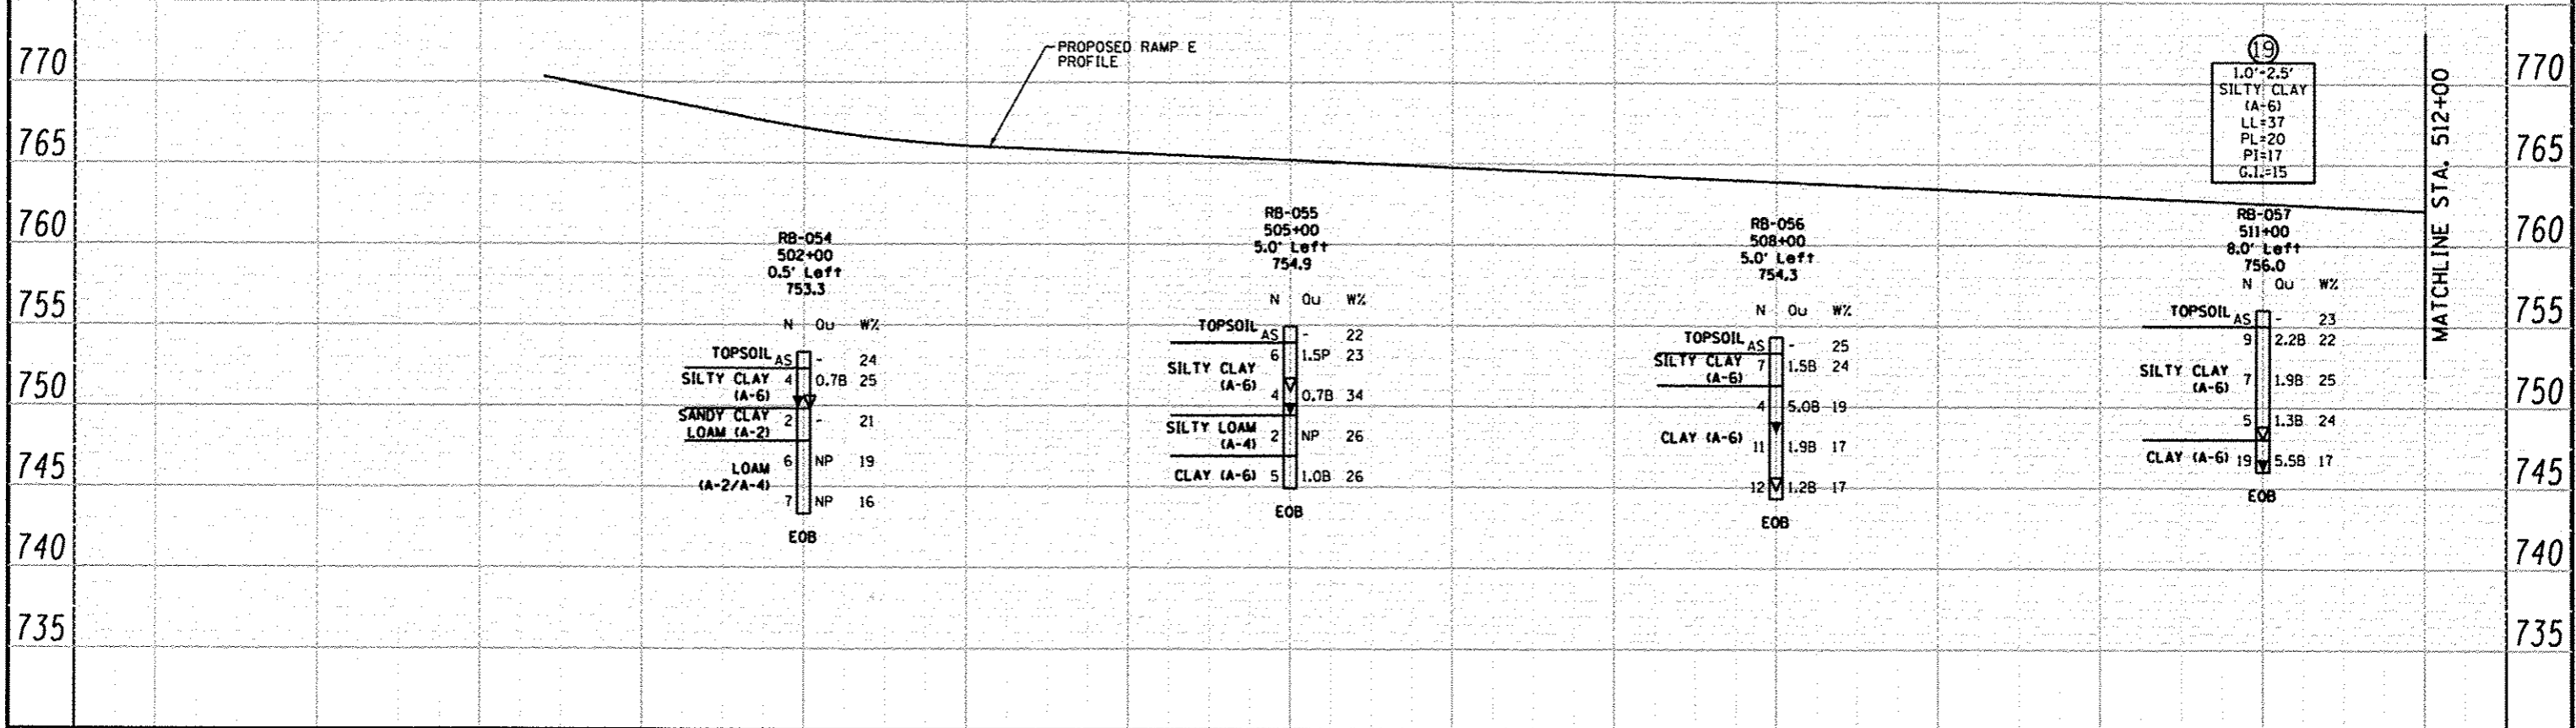 770
765
760
755
750
745
740
735
PROPOSED RAMP E
PROFILE
RB-054
502+00
0.5' Left
753.3
N Qu W%
TOPSOIL AS - 24
SILTY CLAY 4 0.7B 25
(A-6)
SANDY CLAY 2 - 21
LOAM (A-2)
6 NP 19
LOAM
(A-2/A-4)
7 NP 16
EOB
RB-055
505+00
5.0' Left
754.9
N Qu W%
TOPSOIL AS - 22
6 1.5P 23
SILTY CLAY
(A-6)
4 0.7B 34
SILTY LOAM 2 NP 26
(A-4)
CLAY (A-6) 5 1.0B 26
EOB
RB-056
508+00
5.0' Left
754.3
N Qu W%
TOPSOIL AS - 25
SILTY CLAY 7 1.5B 24
(A-6)
4 5.0B 19
CLAY (A-6) 11 1.9B 17
12 1.2B 17
EOB
19
1.0'-2.5'
SILTY CLAY
(A-6)
LL=37
PL=20
PI=17
G.I.=15
RB-057
511+00
8.0' Left
756.0
N Qu W%
TOPSOIL AS - 23
9 2.2B 22
SILTY CLAY 7 1.9B 25
(A-6)
5 1.3B 24
CLAY (A-6) 19 5.5B 17
EOB
MATCHLINE STA. 512+00
770
765
760
755
750
745
740
735